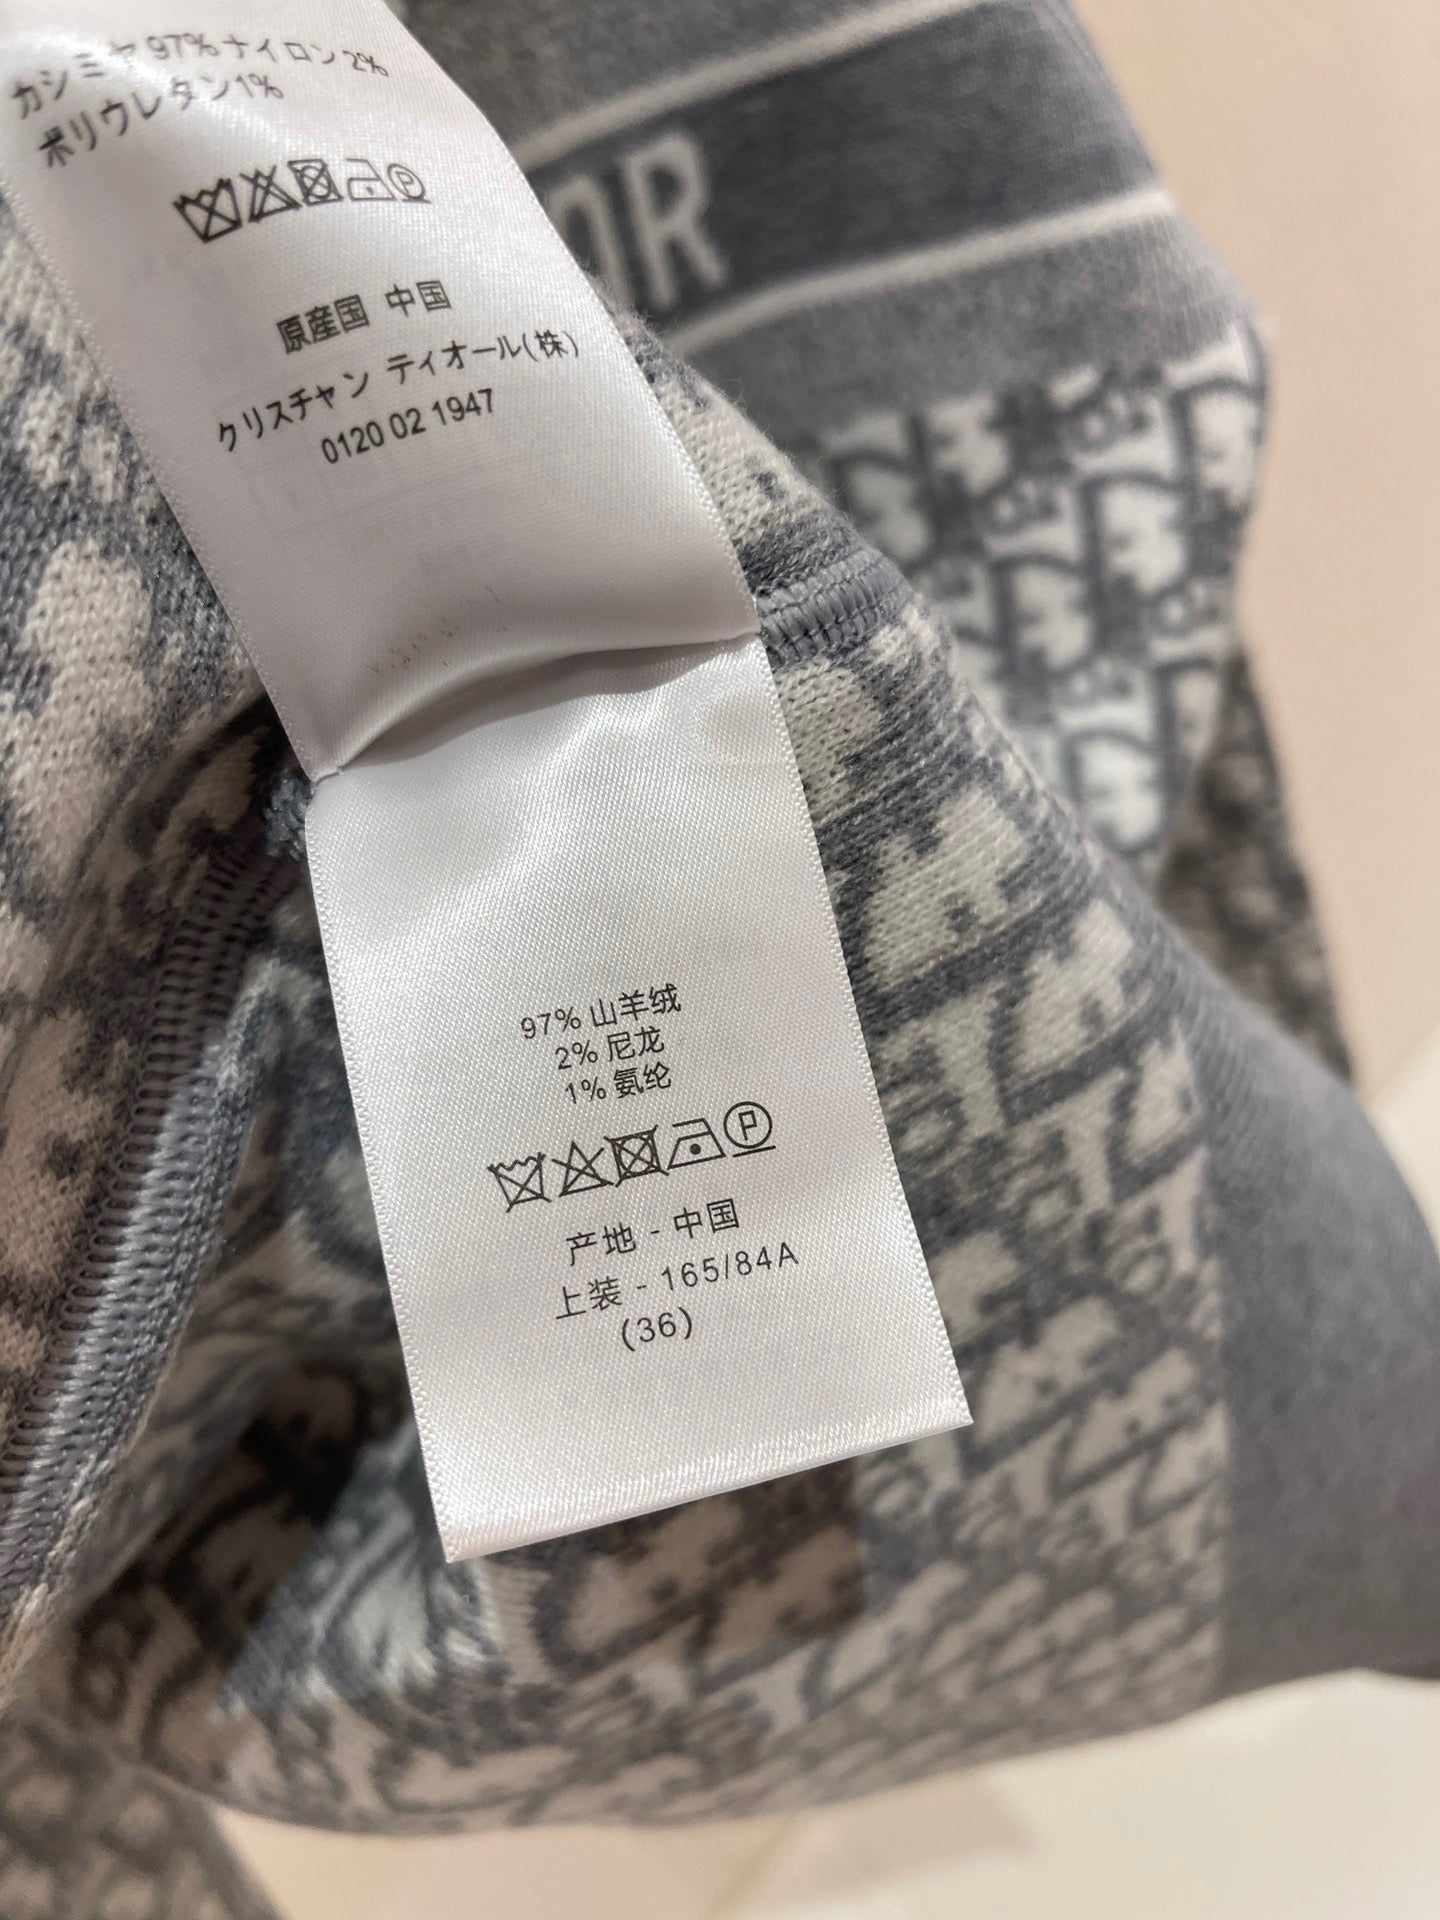 カシミヤ 97% ナイロン 2%
ポリウレタン1%
P
原産国 中国
クリスチャン ディオール(株)
0120 02 1947
OR
97% 山羊绒
2% 尼龙
1% 氨纶
P
产地 - 中国
上装 - 165/84A
(36)